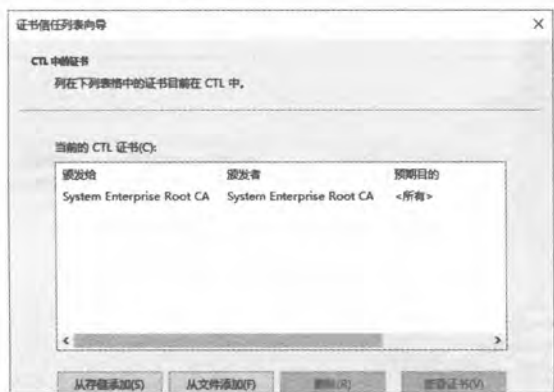 证书信任列表向导
CTL 中的证书
列在下列表格中的证书目前在 CTL 中。
当前的 CTL 证书(C):
颁发给 颁发者 预期目的
System Enterprise Root CA System Enterprise Root CA <所有>
从存储添加(S) 从文件添加(F) 删除(R) 查看证书(V)